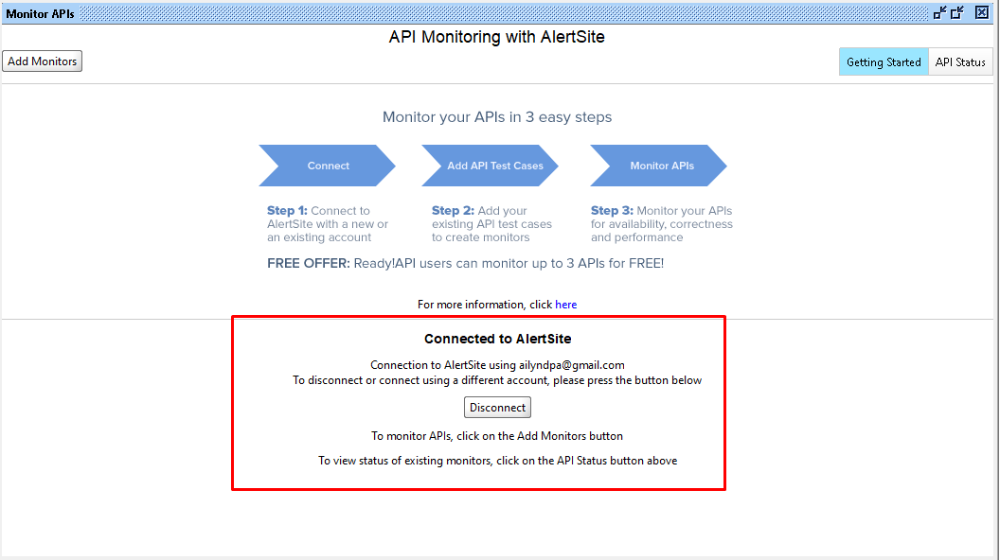 Monitor APIs
API Monitoring with AlertSite
Add Monitors
Getting Started
API Status
Monitor your APIs in 3 easy steps
Connect
Add API Test Cases
Monitor APIs
Step 1: Connect to
AlertSite with a new or
an existing account
Step 2: Add your
existing API test cases
to create monitors
Step 3: Monitor your APIs
for availability, correctness
and performance
FREE OFFER: Ready!API users can monitor up to 3 APIs for FREE!
For more information, click here
Connected to AlertSite
Connection to AlertSite using ailyndpa@gmail.com
To disconnect or connect using a different account, please press the button below
Disconnect
To monitor APIs, click on the Add Monitors button
To view status of existing monitors, click on the API Status button above